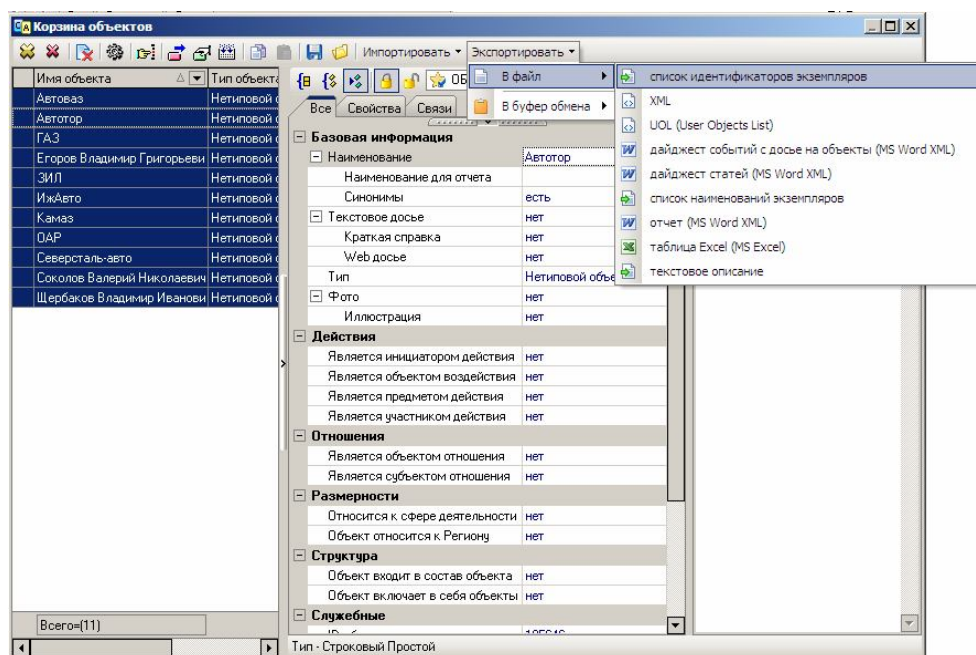 Корзина объектов
Импортировать Экспортировать
Имя объекта Тип объекта
Автоваз Нетиповой
Автотор Нетиповой
ГАЗ Нетиповой
Егоров Владимир Григорьеви Нетиповой
ЗИЛ Нетиповой
ИжАвто Нетиповой
Камаз Нетиповой
ОАР Нетиповой
Северсталь-авто Нетиповой
Соколов Валерий Николаевич Нетиповой
Щербаков Владимир Иванови Нетиповой
Всего=(11)
ОБ
Все Свойства Связи
Базовая информация
Наименование Автотор
Наименование для отчета
Синонимы есть
Текстовое досье нет
Краткая справка нет
Web досье нет
Тип Нетиповой объе
Фото нет
Иллюстрация нет
Действия
Является инициатором действия нет
Является объектом воздействия нет
Является предметом действия нет
Является участником действия нет
Отношения
Является объектом отношения нет
Является субъектом отношения нет
Размерности
Относится к сфере деятельности нет
Объект относится к Региону нет
Структура
Объект входит в состав объекта нет
Объект включает в себя объекты нет
Служебные
Тип - Строковый Простой
В файл
В буфер обмена
список идентификаторов экземпляров
XML
UOL (User Objects List)
дайджест событий с досье на объекты (MS Word XML)
дайджест статей (MS Word XML)
список наименований экземпляров
отчет (MS Word XML)
таблица Excel (MS Excel)
текстовое описание